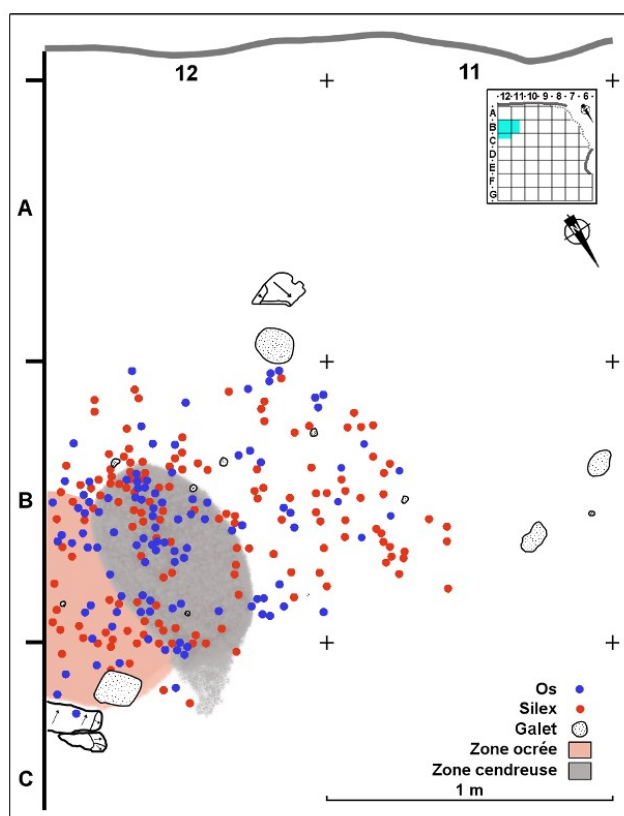 12 11
·12·11·10·9·8·7·6·
A
B
C
D
E
F
G
A
B
C
Os
Silex
Galet
Zone ocrée
Zone cendreuse
1 m